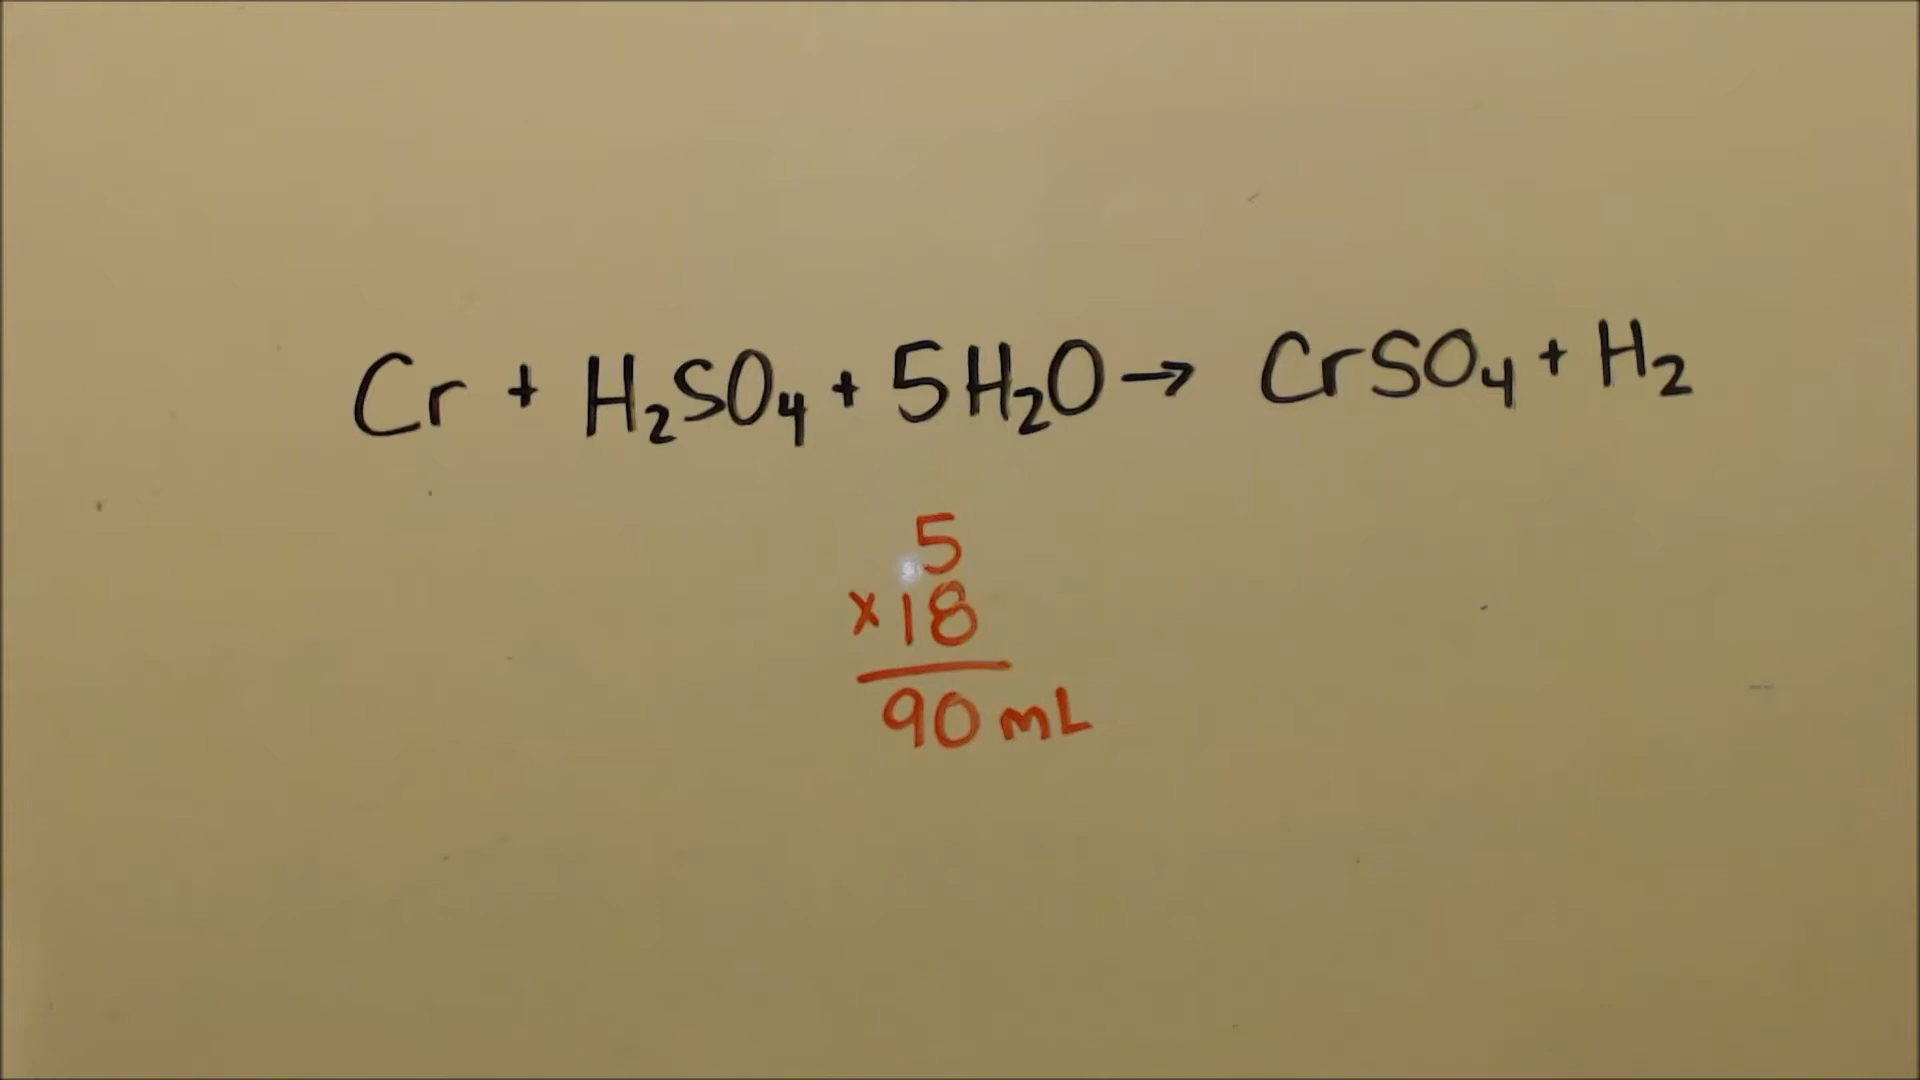 Cr + H₂SO₄ + 5H₂O → CrSO₄ + H₂
5
x 18
90 mL